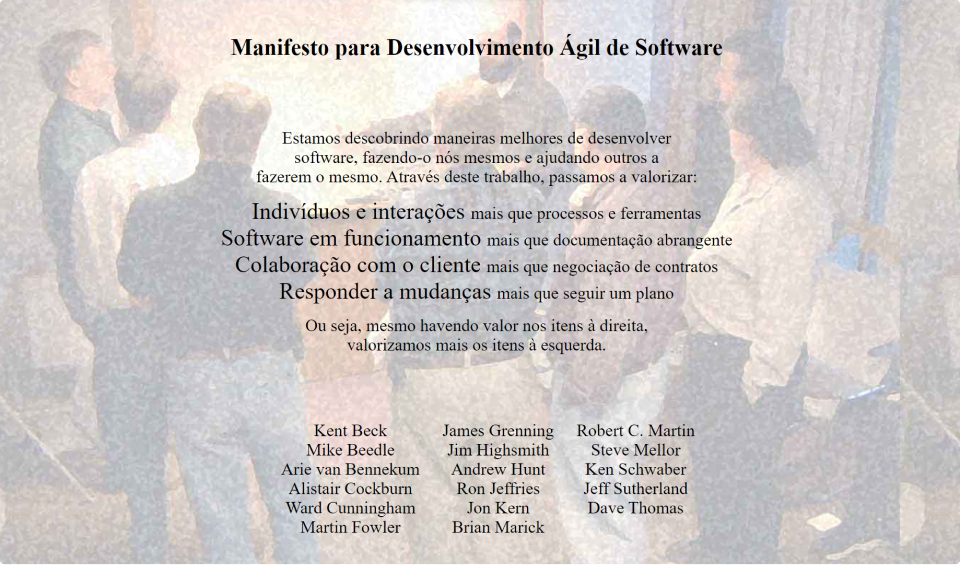 Manifesto para Desenvolvimento Ágil de Software
Estamos descobrindo maneiras melhores de desenvolver
software, fazendo-o nós mesmos e ajudando outros a
fazerem o mesmo. Através deste trabalho, passamos a valorizar:
Indivíduos e interações mais que processos e ferramentas
Software em funcionamento mais que documentação abrangente
Colaboração com o cliente mais que negociação de contratos
Responder a mudanças mais que seguir um plano
Ou seja, mesmo havendo valor nos itens à direita,
valorizamos mais os itens à esquerda.
Kent Beck
Mike Beedle
Arie van Bennekum
Alistair Cockburn
Ward Cunningham
Martin Fowler
James Grenning
Jim Highsmith
Andrew Hunt
Ron Jeffries
Jon Kern
Brian Marick
Robert C. Martin
Steve Mellor
Ken Schwaber
Jeff Sutherland
Dave Thomas